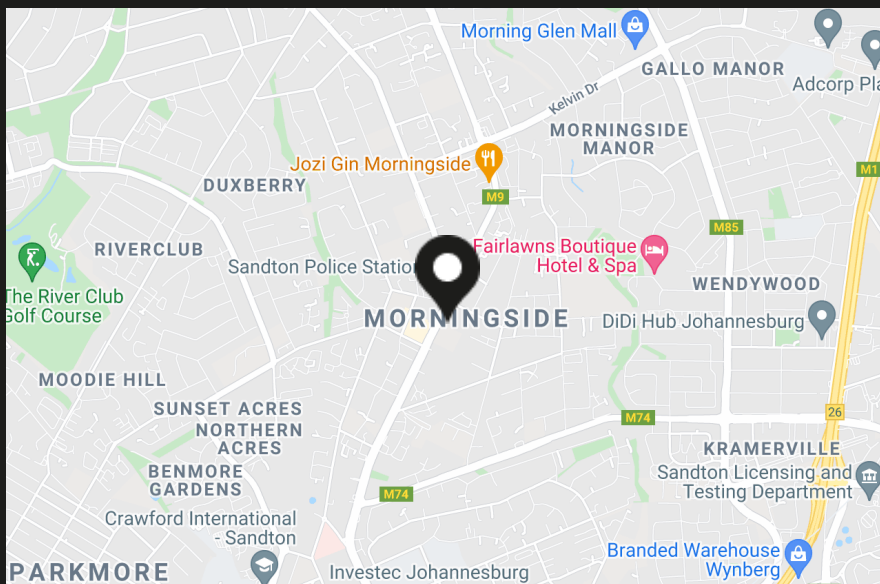 Morning Glen Mall
GALLO MANOR
Adcorp Pla
Kelvin Dr
MORNINGSIDE
MANOR
Jozi Gin Morningside
M1
DUXBERRY
M9
M85
RIVERCLUB
Fairlawns Boutique
Hotel & Spa
Sandton Police Station
WENDYWOOD
The River Club
Golf Course
MORNINGSIDE
DiDi Hub Johannesburg
MOODIE HILL
SUNSET ACRES
M74
26
NORTHERN
ACRES
KRAMERVILLE
BENMORE
GARDENS
Sandton Licensing and
Testing Department
M74
Crawford International
- Sandton
Branded Warehouse
Wynberg
PARKMORE
Investec Johannesburg